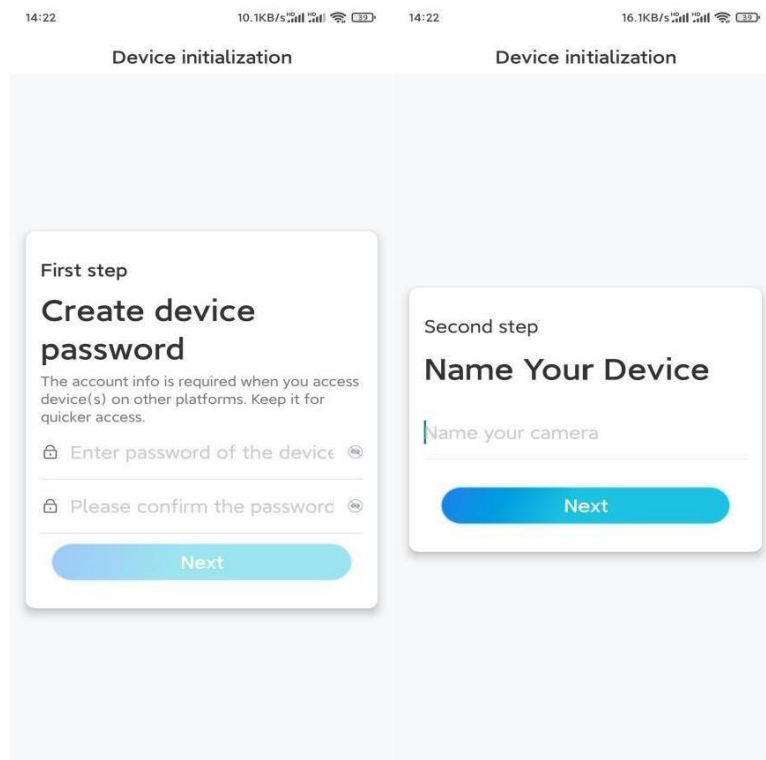 14:22
10.1KB/s
39
Device initialization
First step
Create device
password
The account info is required when you access
device(s) on other platforms. Keep it for
quicker access.
Enter password of the device
Please confirm the password
Next
14:22
16.1KB/s
39
Device initialization
Second step
Name Your Device
Name your camera
Next